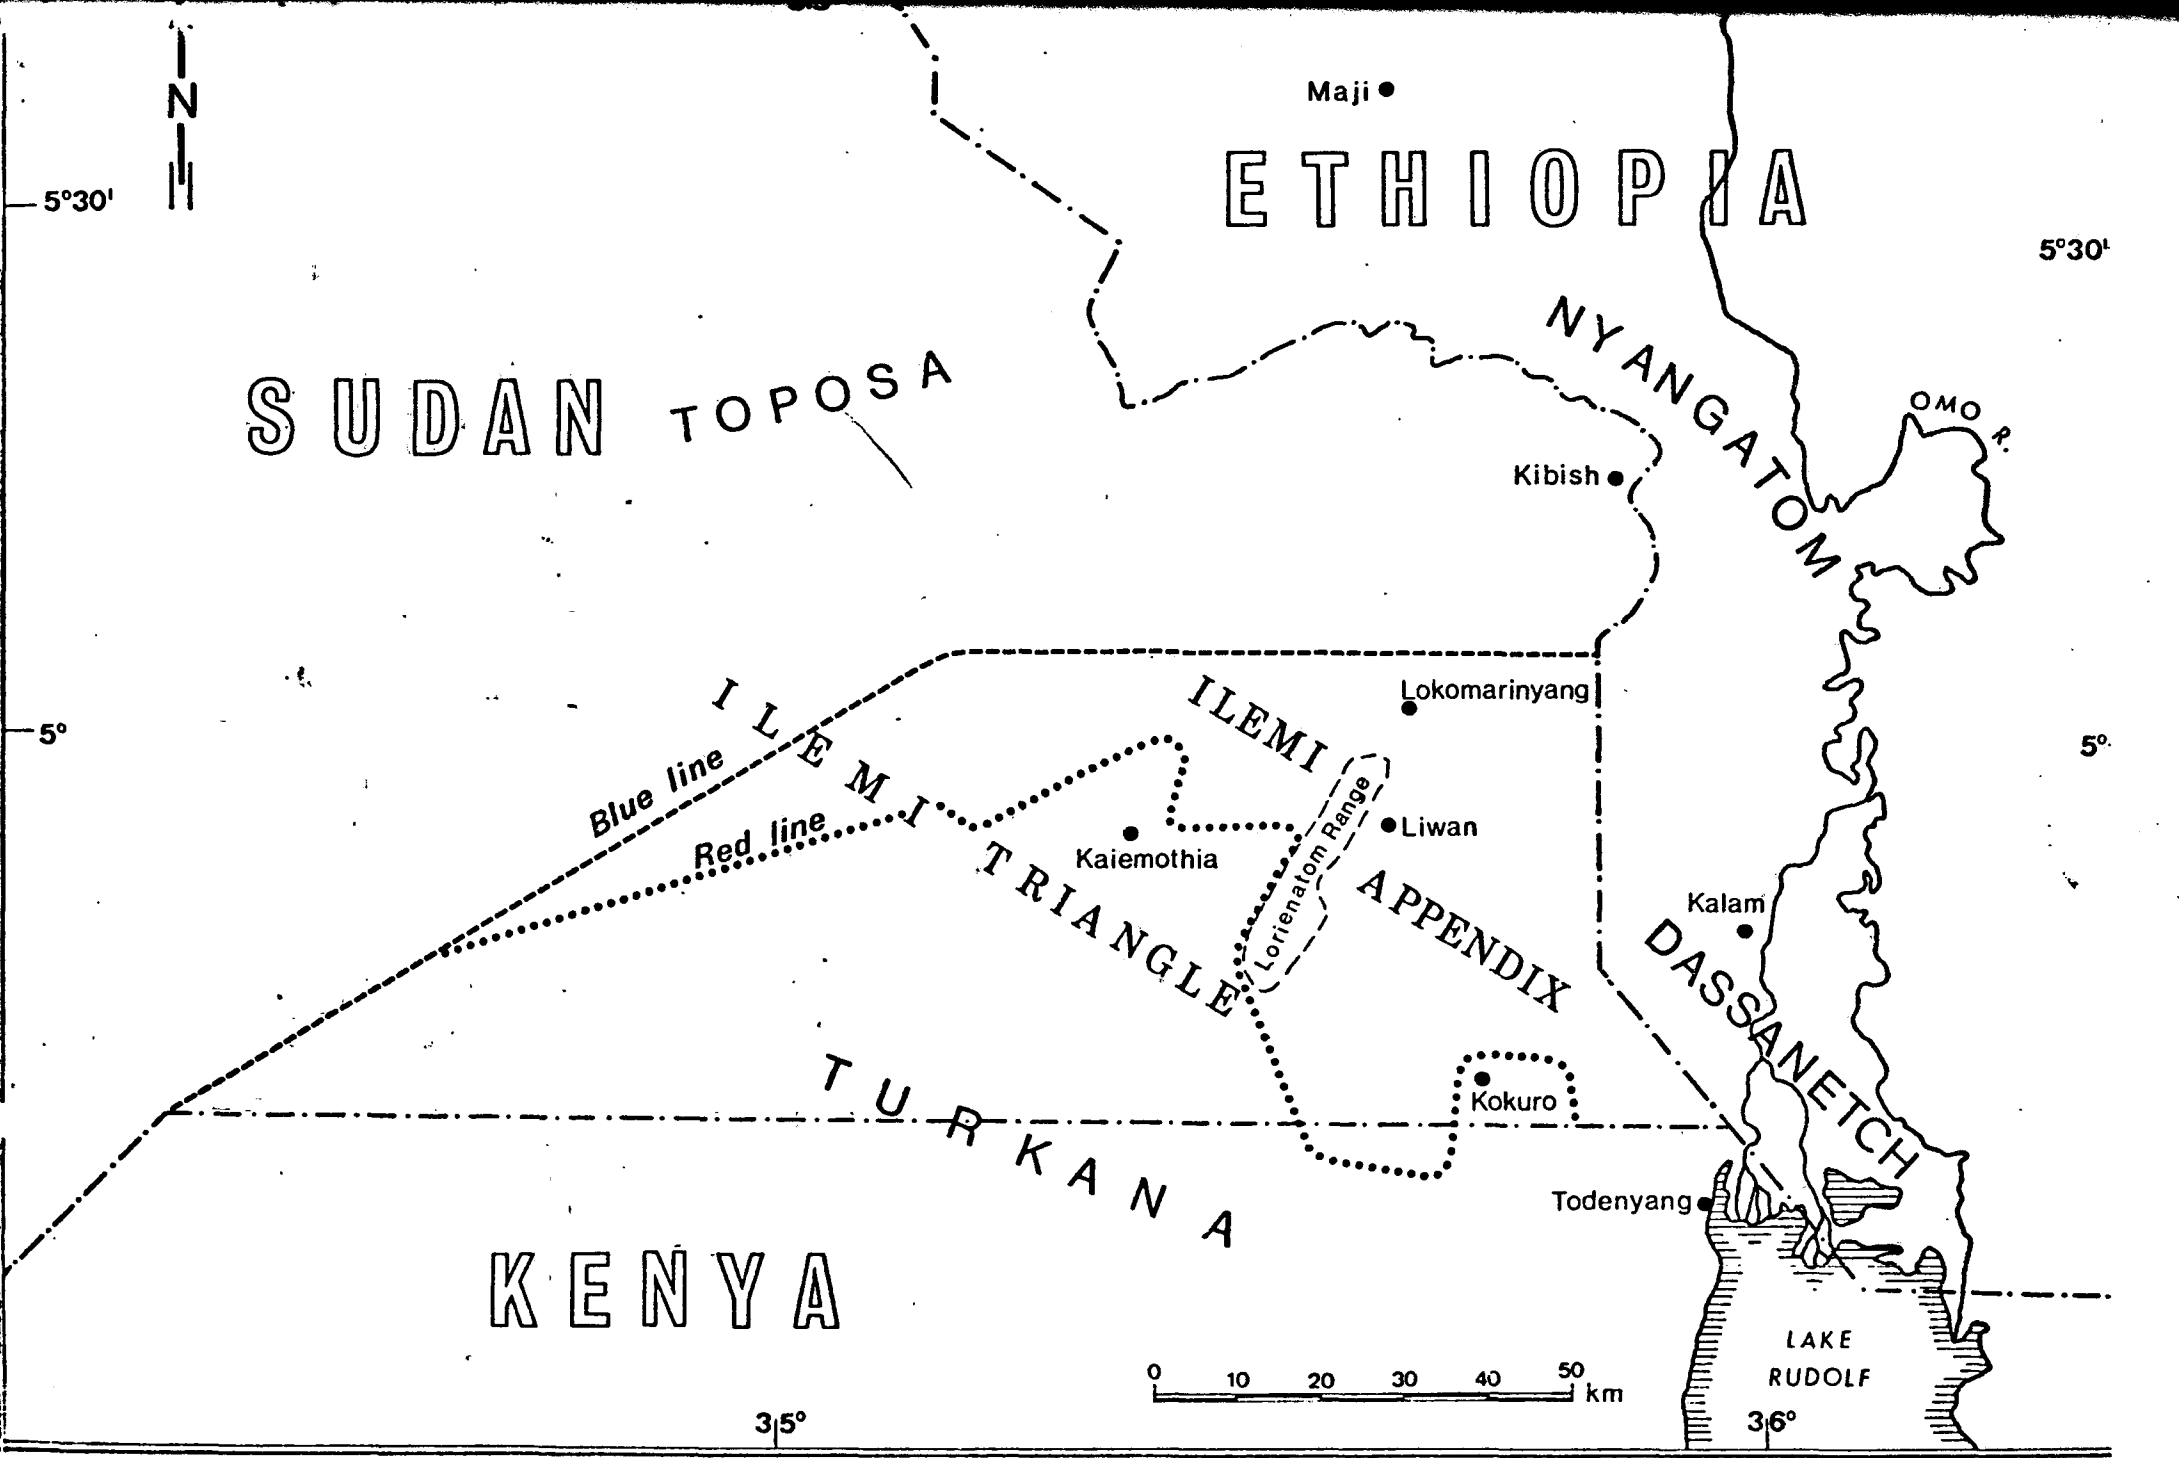 N
Maji
ETHIOPIA
5°30'
5°30'
NYANGATOM
SUDAN
TOPOSA
OMO R.
Kibish
ILEMI TRIANGLE
ILEMI APPENDIX
Lokomarinyang
5°
5°
Blue line
Red line
Lorienatom Range
Kaiemothia
Liwan
Kalam
DASSANETCH
TURKANA
Kokuro
Todenyang
KENYA
LAKE
RUDOLF
0 10 20 30 40 50 km
35°
36°